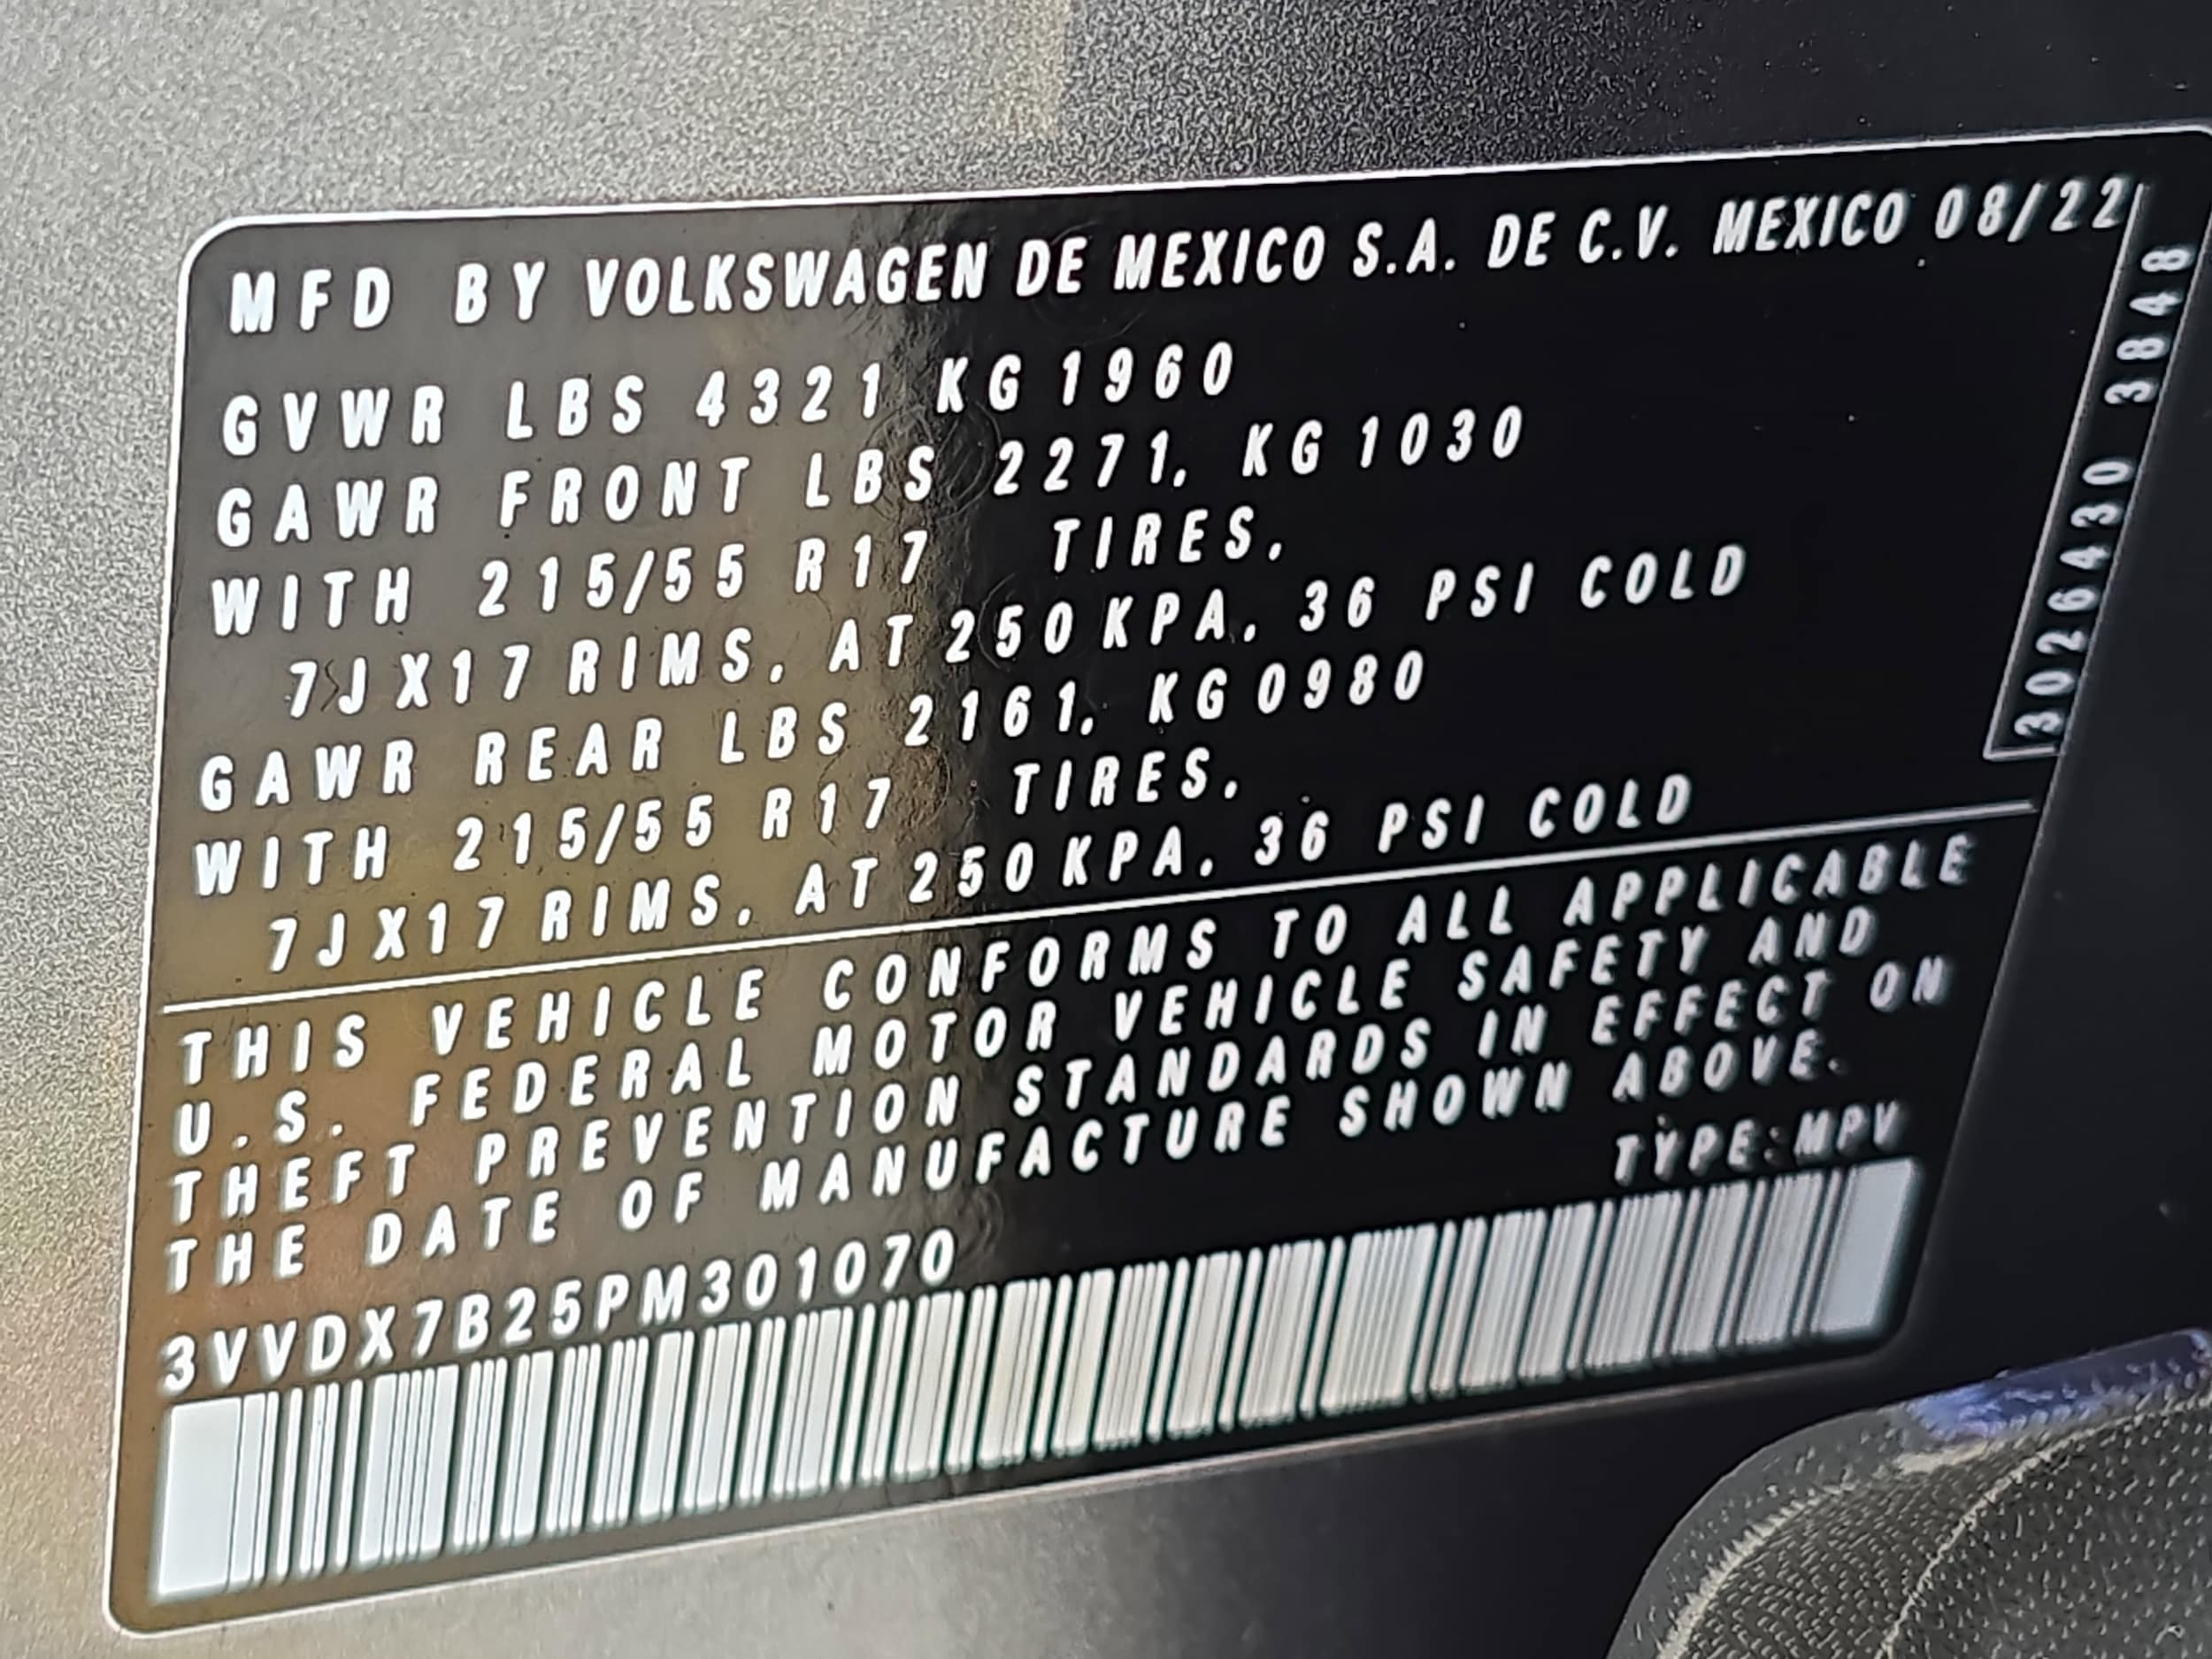 MFD BY VOLKSWAGEN DE MEXICO S.A. DE C.V. MEXICO 08/22
GVWR LBS 4321 KG 1960
GAWR FRONT LBS 2271, KG 1030
WITH 215/55 R17 TIRES,
7J X17 RIMS, AT 250 KPA, 36 PSI COLD
GAWR REAR LBS 2161, KG 0980
WITH 215/55 R17 TIRES,
7J X17 RIMS, AT 250 KPA, 36 PSI COLD
3026430 3848
THIS VEHICLE CONFORMS TO ALL APPLICABLE
U.S. FEDERAL MOTOR VEHICLE SAFETY AND
THEFT PREVENTION STANDARDS IN EFFECT ON
THE DATE OF MANUFACTURE SHOWN ABOVE.
TYPE: MPV
3VVDX7B25PM301070